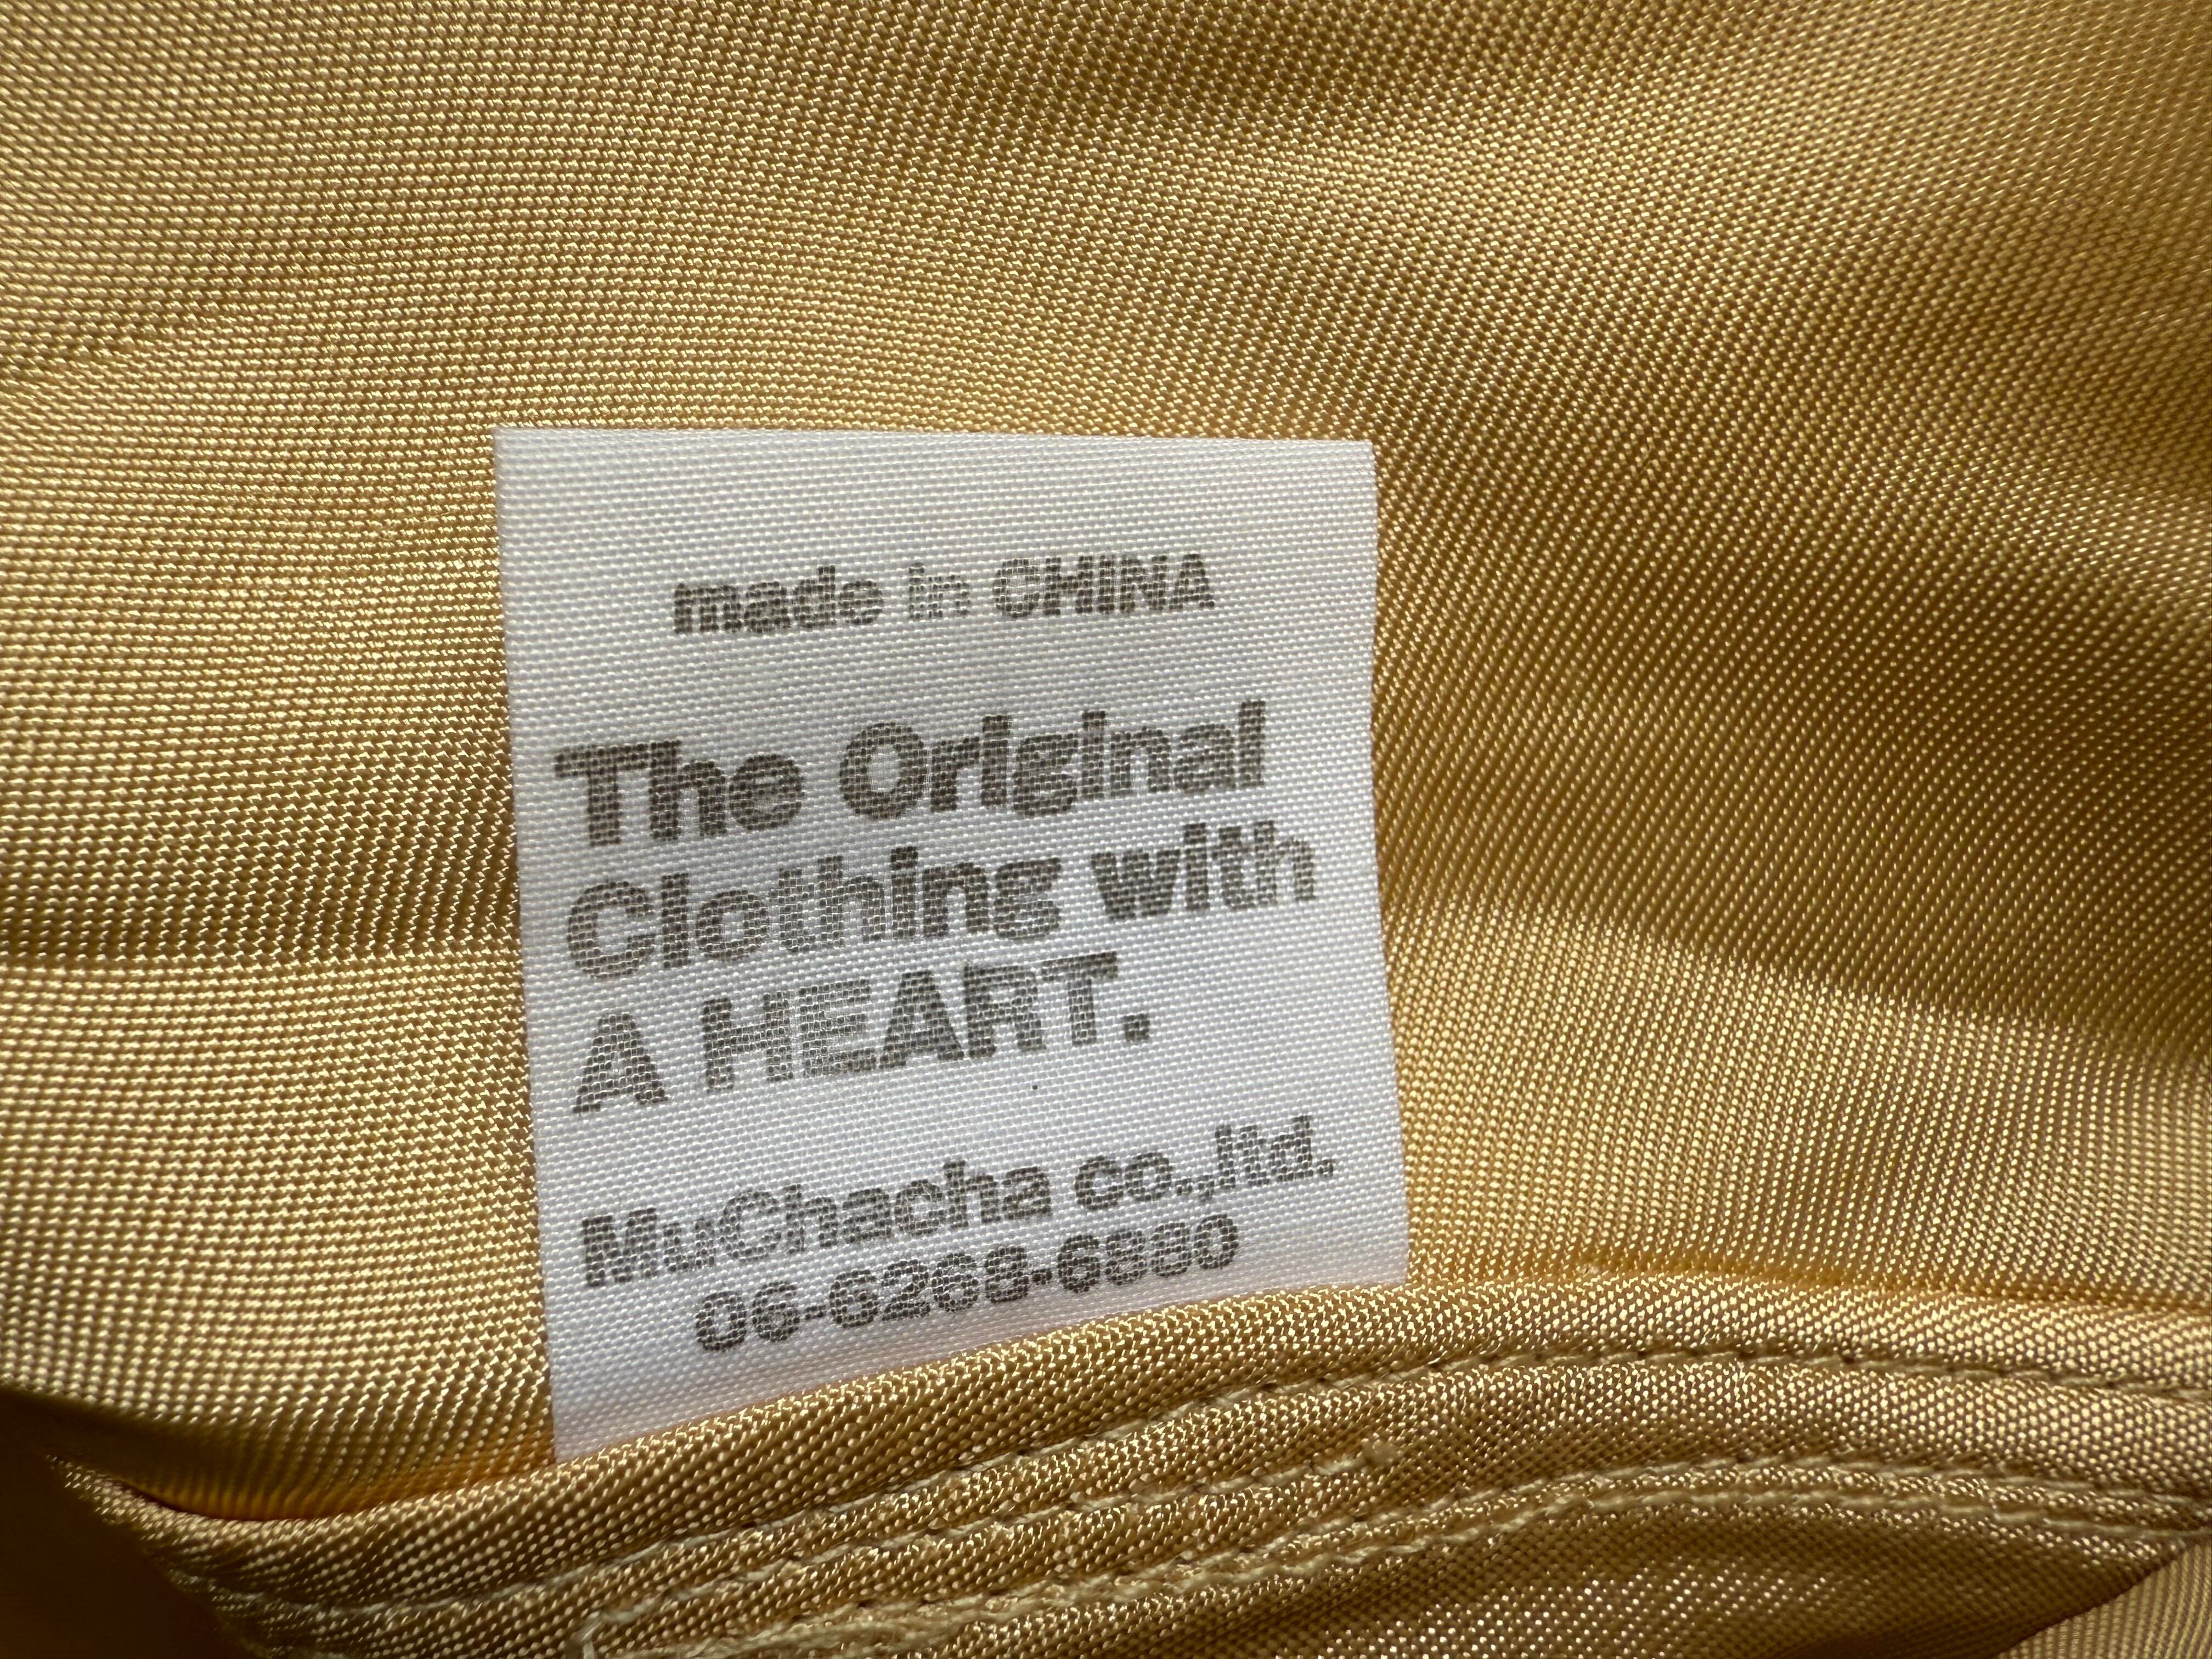 made in CHINA
The Original
Clothing with
A HEART.
MuChacha co.,ltd.
06-6268-6880